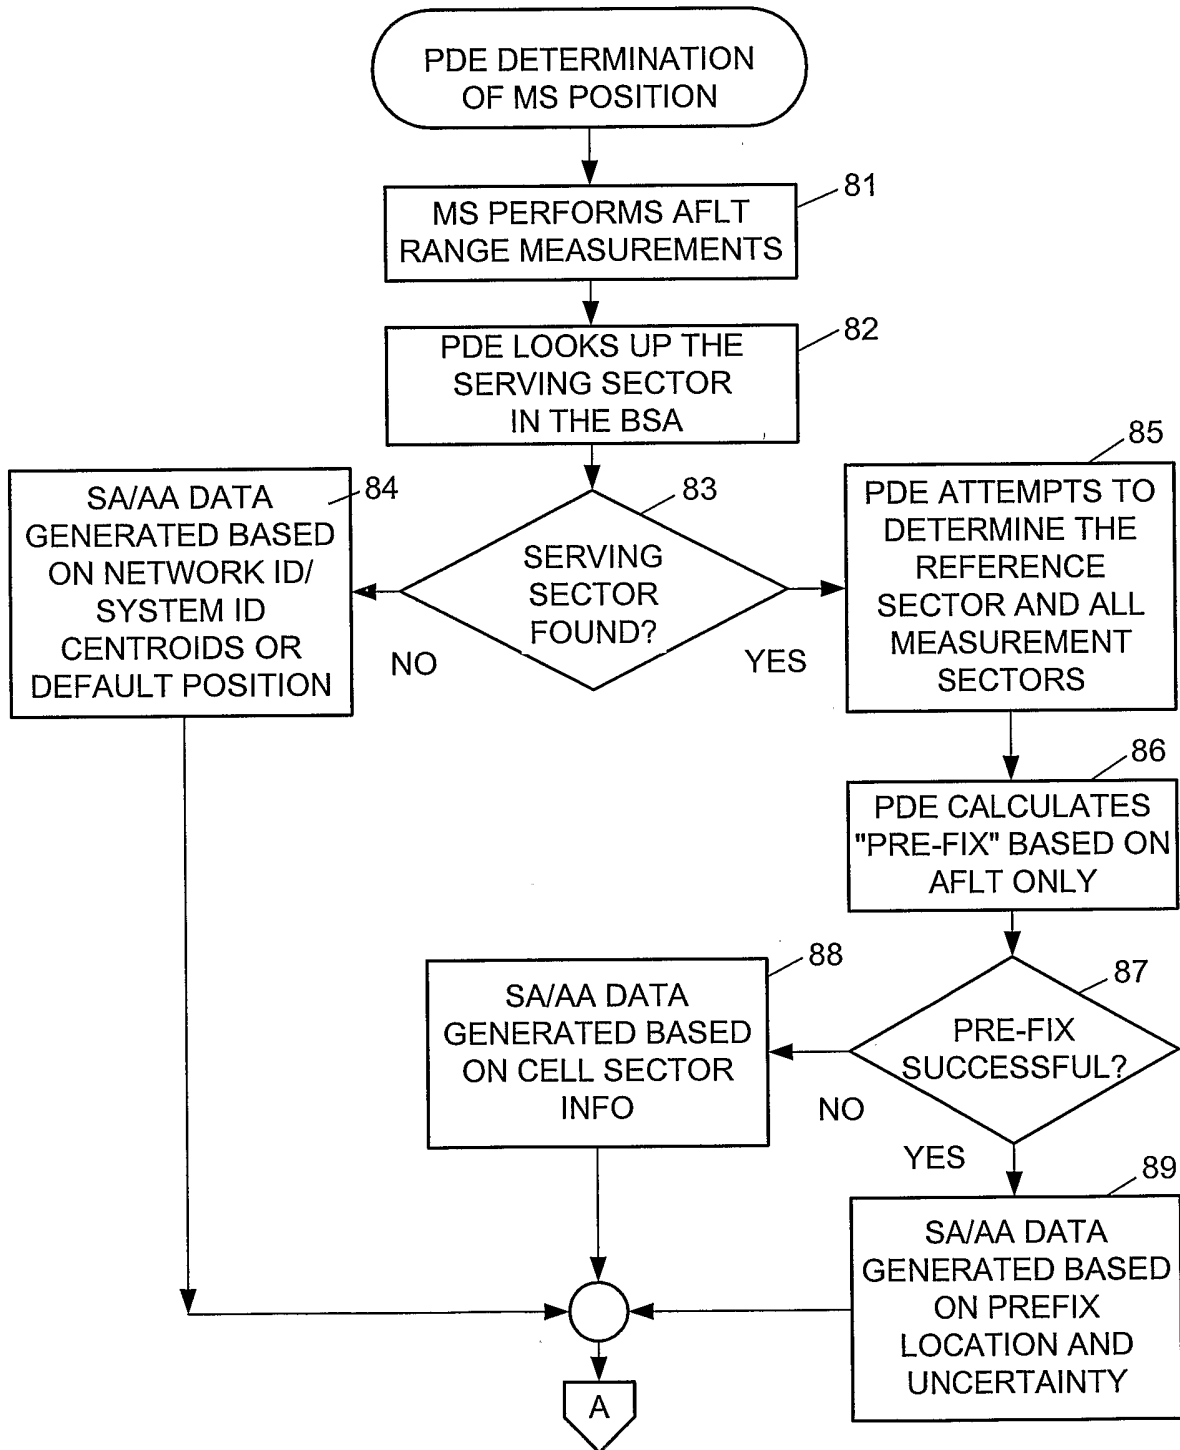 PDE DETERMINATION
OF MS POSITION
81
MS PERFORMS AFLT
RANGE MEASUREMENTS
82
PDE LOOKS UP THE
SERVING SECTOR
IN THE BSA
84
SA/AA DATA
GENERATED BASED
ON NETWORK ID/
SYSTEM ID
CENTROIDS OR
DEFAULT POSITION
83
SERVING
SECTOR
FOUND?
NO
YES
85
PDE ATTEMPTS TO
DETERMINE THE
REFERENCE
SECTOR AND ALL
MEASUREMENT
SECTORS
86
PDE CALCULATES
"PRE-FIX" BASED ON
AFLT ONLY
87
PRE-FIX
SUCCESSFUL?
NO
YES
88
SA/AA DATA
GENERATED BASED
ON CELL SECTOR
INFO
89
SA/AA DATA
GENERATED BASED
ON PREFIX
LOCATION AND
UNCERTAINTY
A